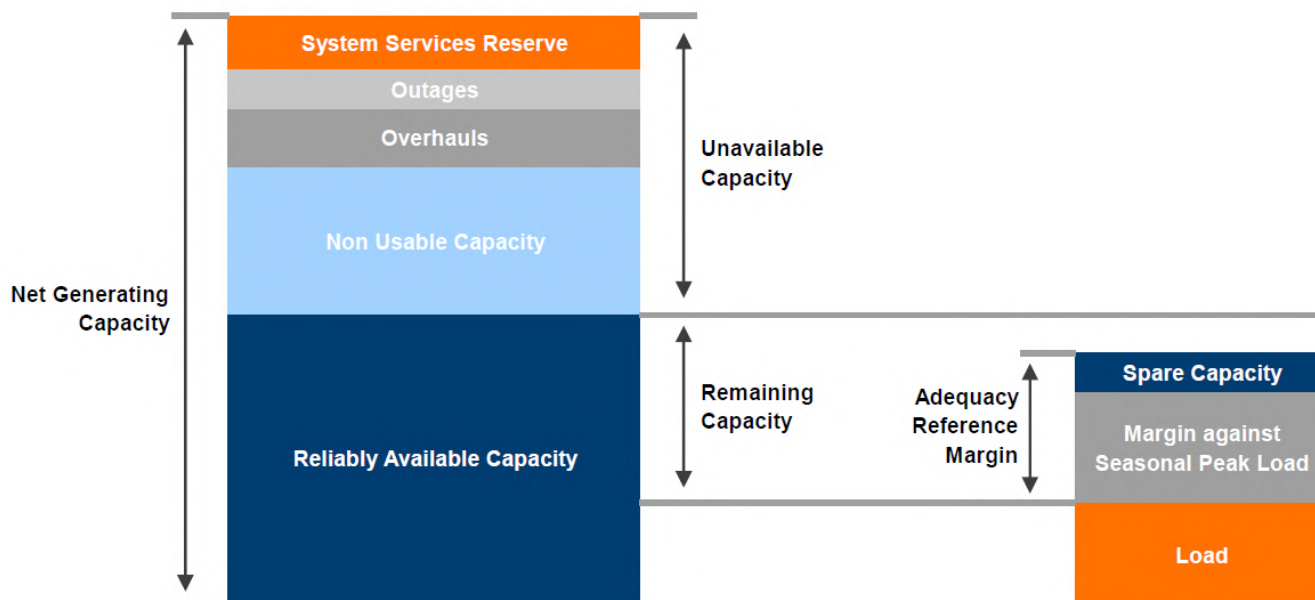 System Services Reserve
Outages
Overhauls
Non Usable Capacity
Reliably Available Capacity
Net Generating
Capacity
Unavailable
Capacity
Remaining
Capacity
Adequacy
Reference
Margin
Spare Capacity
Margin against
Seasonal Peak Load
Load